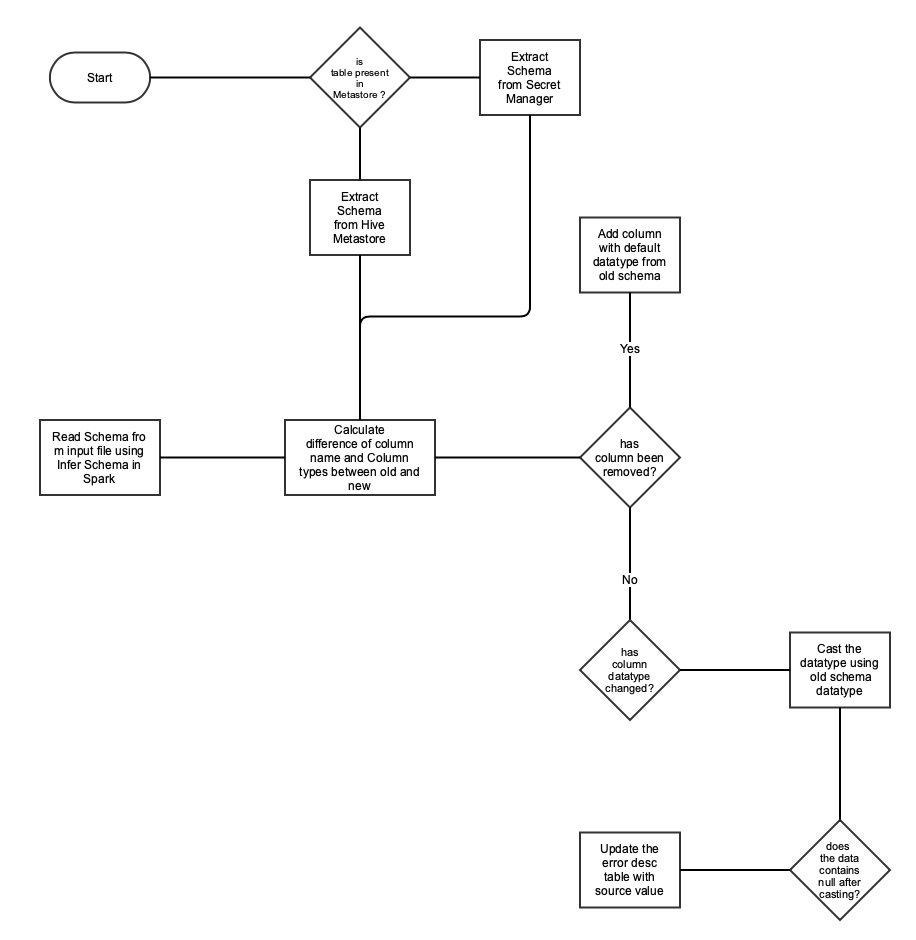 Start
is
table present
in
Metastore ?
Extract
Schema
from Secret
Manager
Extract
Schema
from Hive
Metastore
Add column
with default
datatype from
old schema
Yes
Read Schema fro
m input file using
Infer Schema in
Spark
Calculate
difference of column
name and Column
types between old and
new
has
column been
removed?
No
has
column
datatype
changed?
Cast the
datatype using
old schema
datatype
Update the
error desc
table with
source value
does
the data
contains
null after
casting?